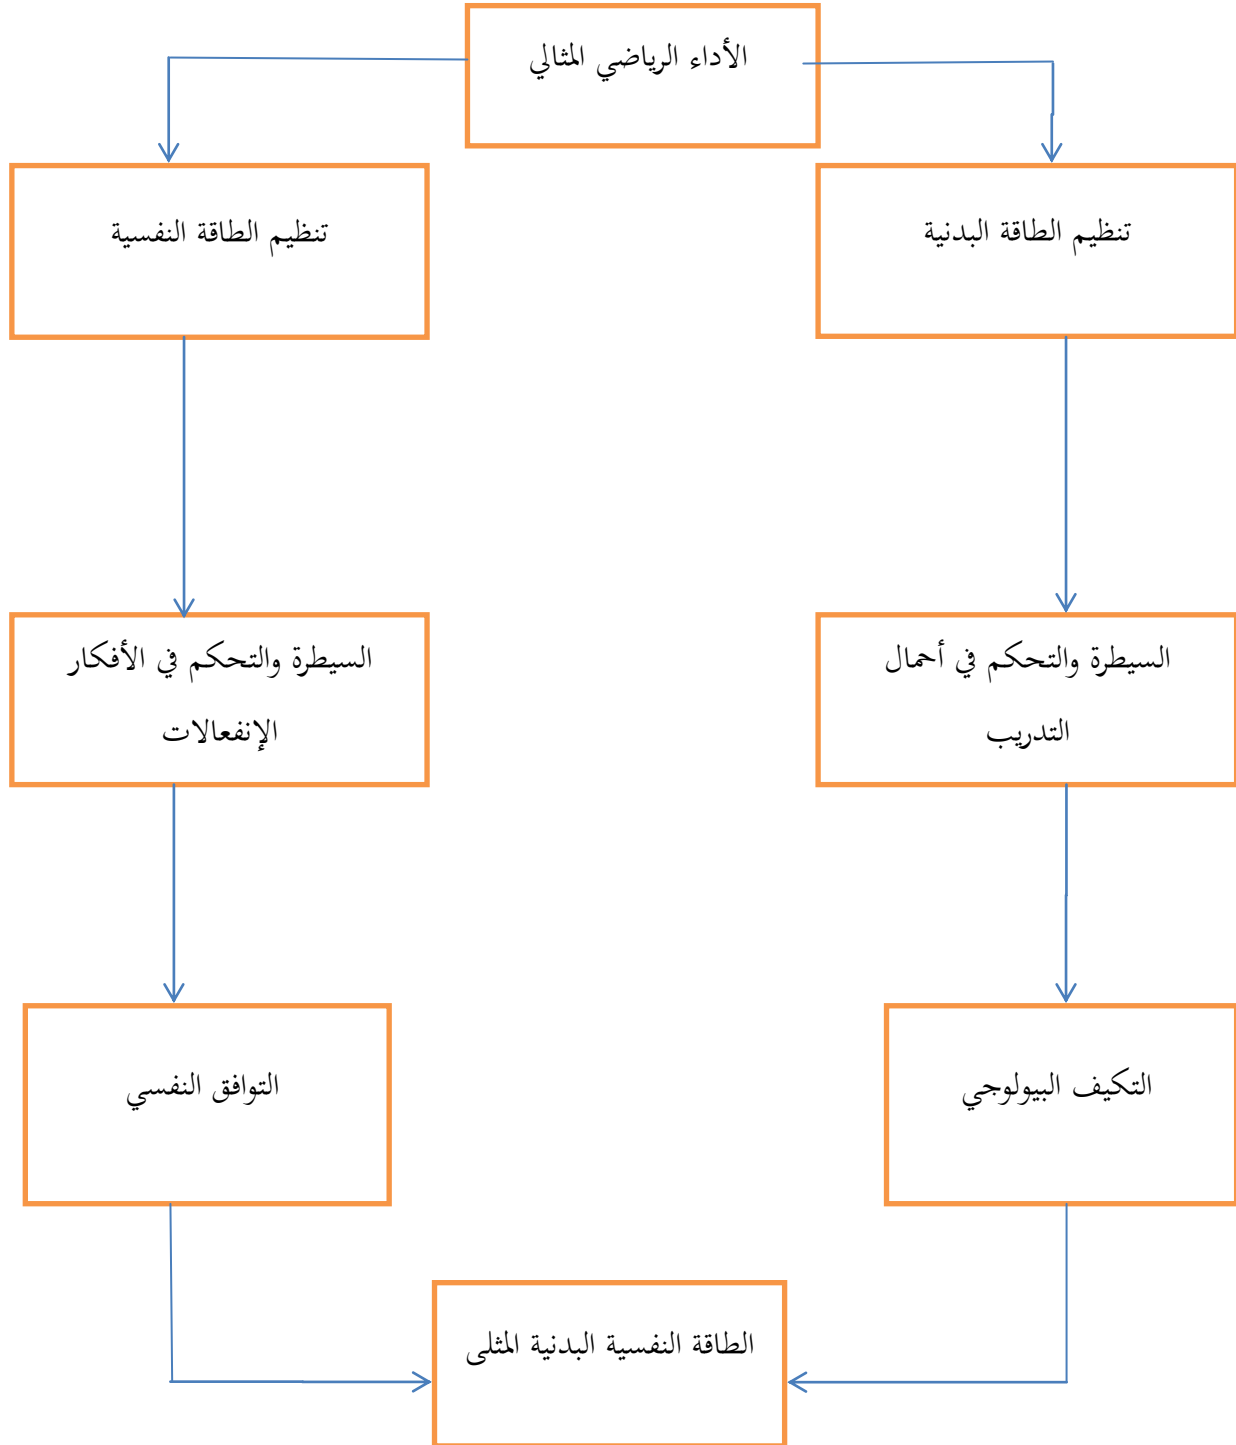 الأداء الرياضي المثالي
تنظيم الطاقة البدنية
تنظيم الطاقة النفسية
السيطرة والتحكم في أحمال
التدريب
السيطرة والتحكم في الأفكار
الإنفعالات
التكيف البيولوجي
التوافق النفسي
الطاقة النفسية البدنية المثلى